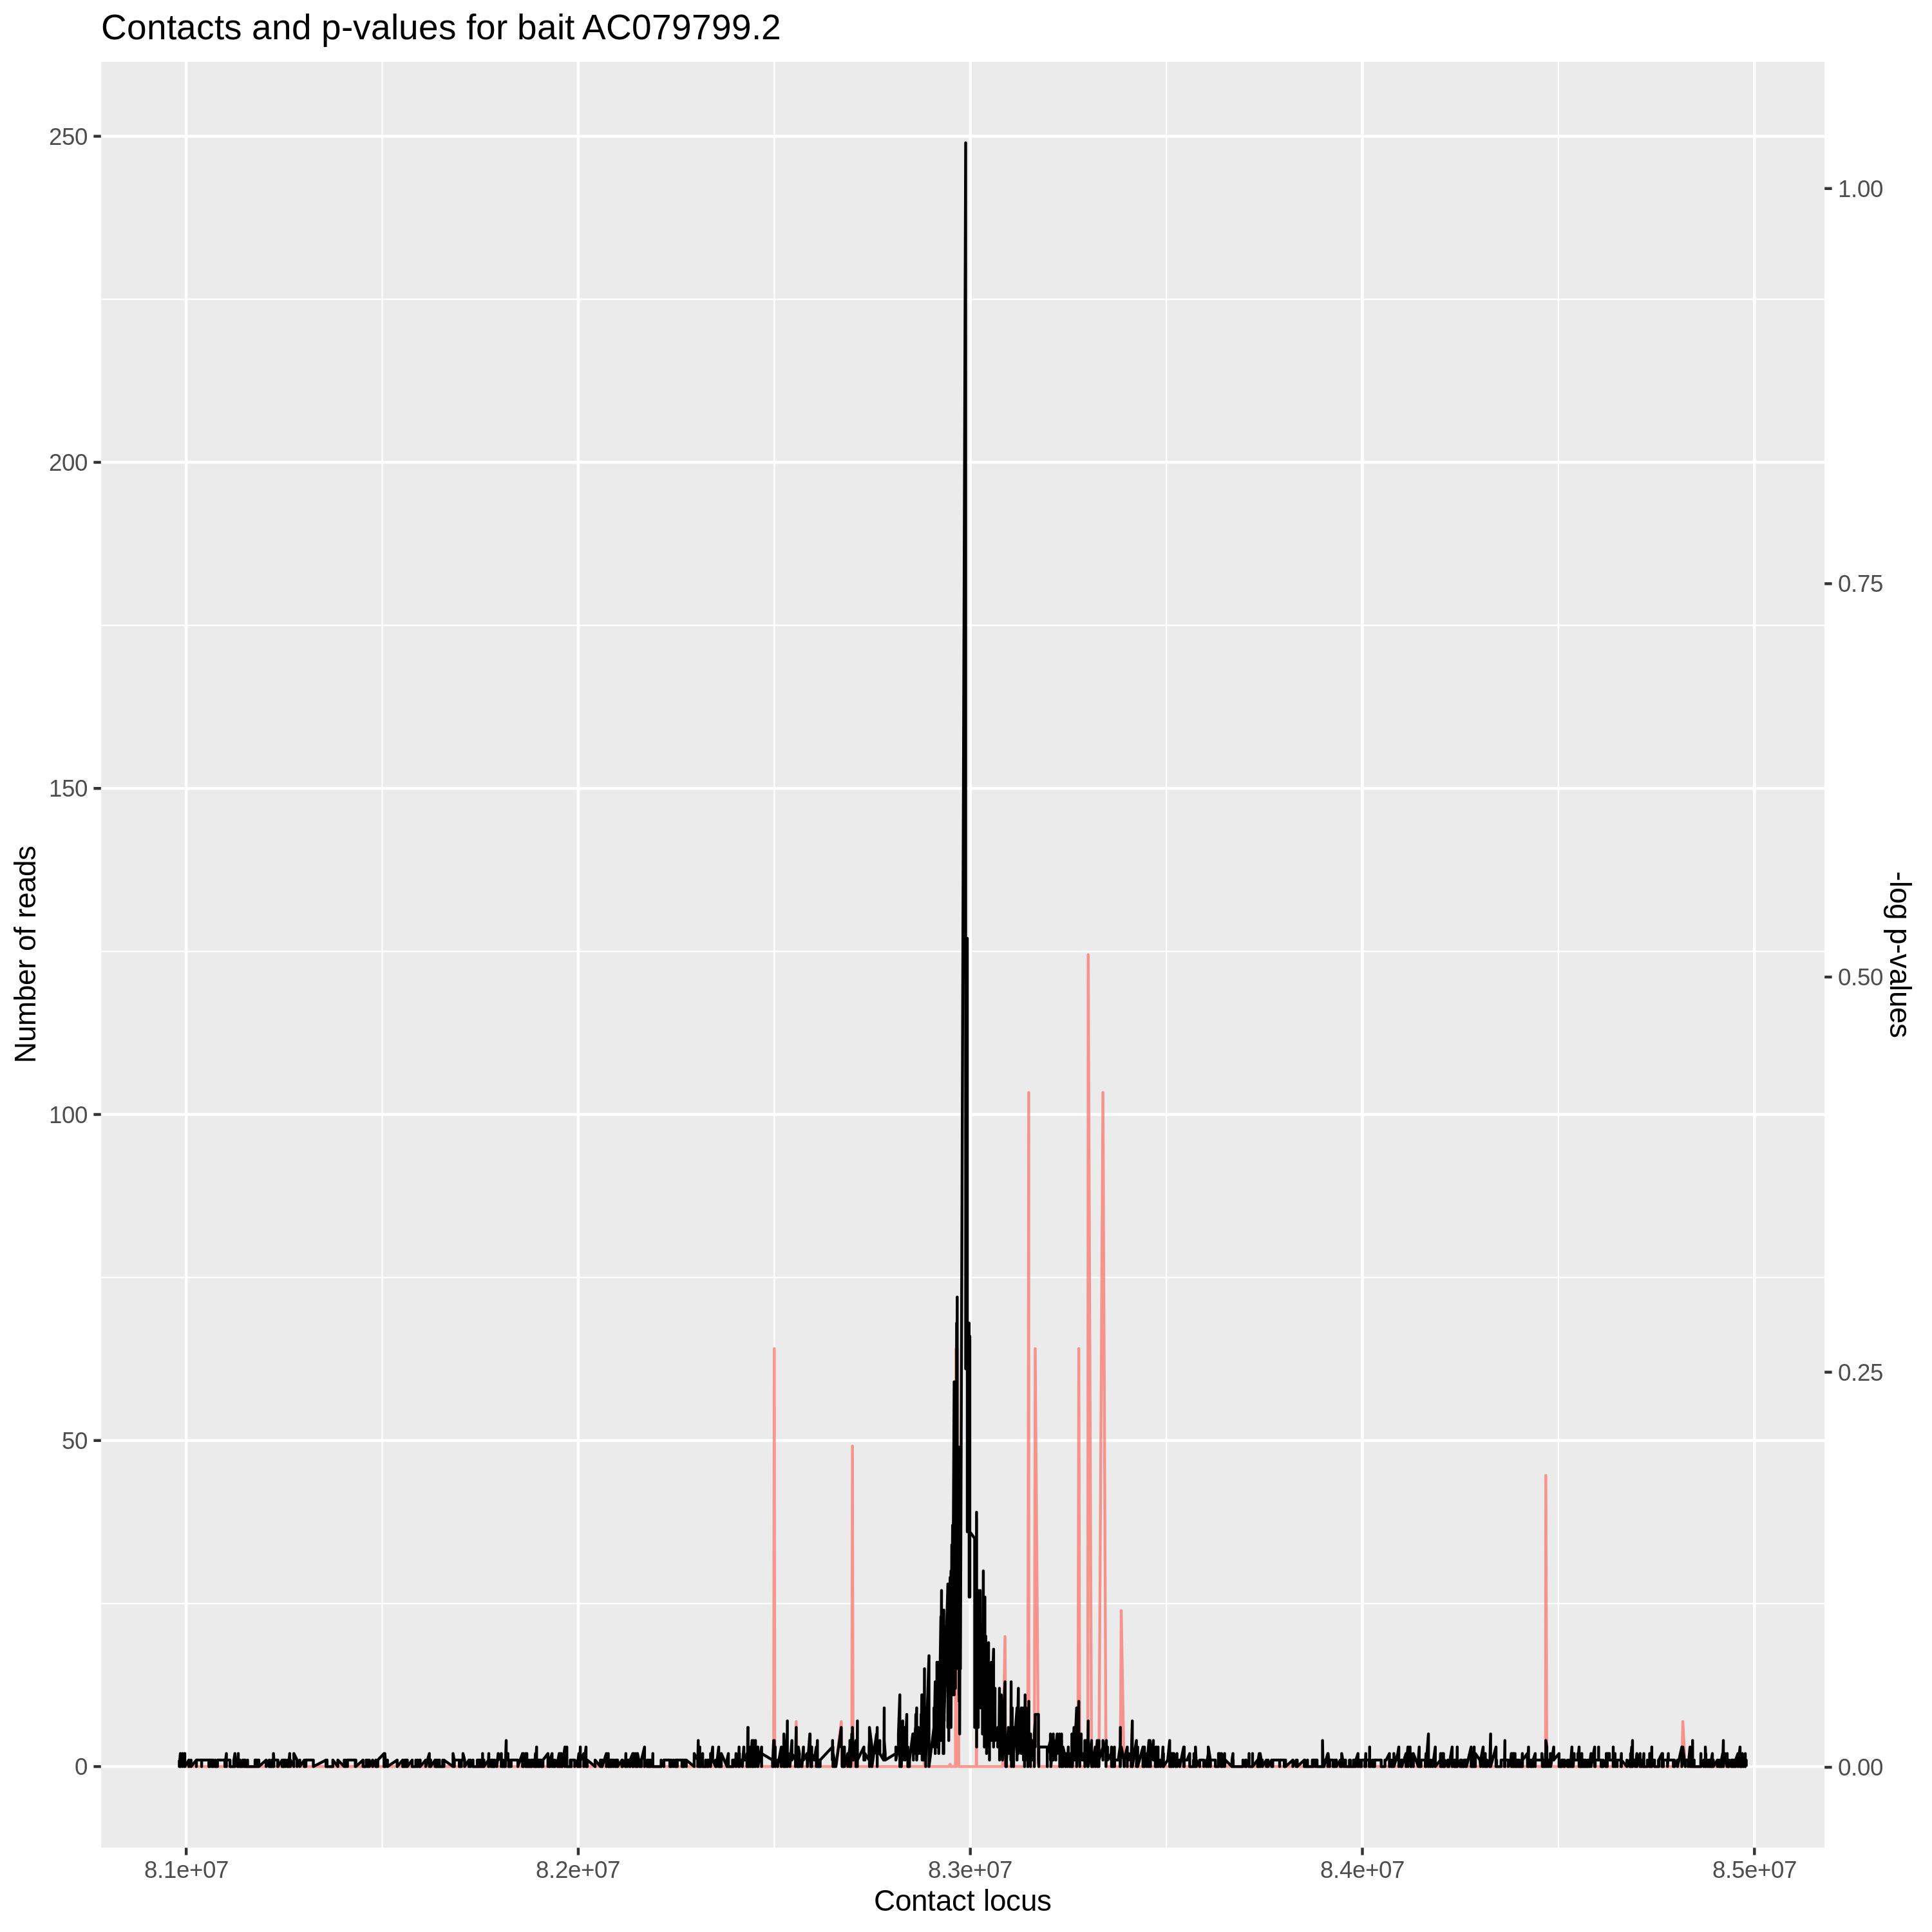 Contacts and p-values for bait AC079799.2
250
200
150
100
50
0
Number of reads
1.00
0.75
0.50
0.25
0.00
-log p-values
8.1e+07
8.2e+07
8.3e+07
8.4e+07
8.5e+07
Contact locus